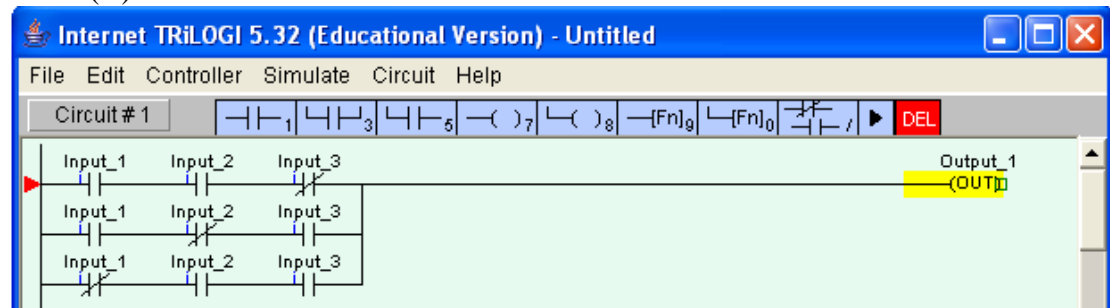 Internet TRiLOGI 5.32 (Educational Version) - Untitled
File Edit Controller Simulate Circuit Help
Circuit # 1 1 3 5 ( )7 ( )8 [Fn]9 [Fn]0 / DEL
Input_1 Input_2 Input_3 Output_1
(OUT)
Input_1 Input_2 Input_3
Input_1 Input_2 Input_3